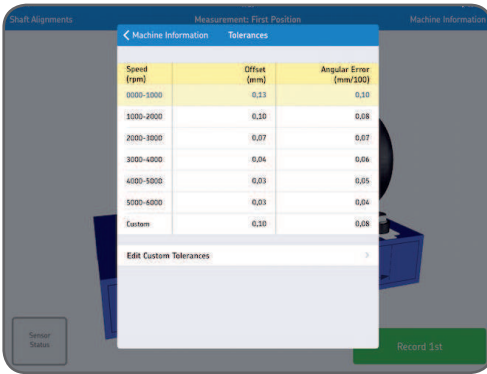 Shaft Alignments Measurement: First Position Machine Information
Machine Information Tolerances
Speed (rpm) Offset (mm) Angular Error (mm/100)
0000-1000 0,13 0,10
1000-2000 0,10 0,08
2000-3000 0,07 0,07
3000-4000 0,04 0,06
4000-5000 0,03 0,05
5000-6000 0,03 0,04
Custom 0,10 0,08
Edit Custom Tolerances
Sensor
Status
Record 1st